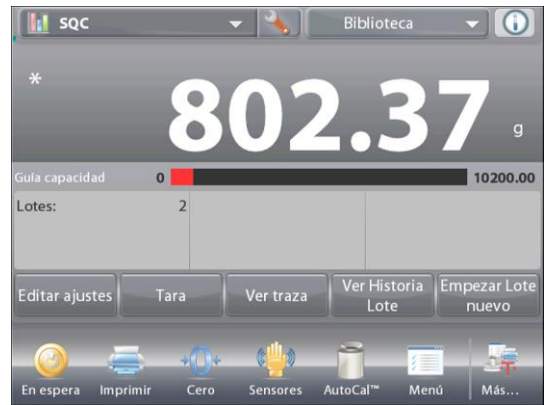 SQC
Biblioteca
*
802.37 g
Guía capacidad 0 10200.00
Lotes: 2
Editar ajustes
Tara
Ver traza
Ver Historia
Lote
Empezar Lote
nuevo
En espera
Imprimir
Cero
Sensores
AutoCal™
Menú
Más...